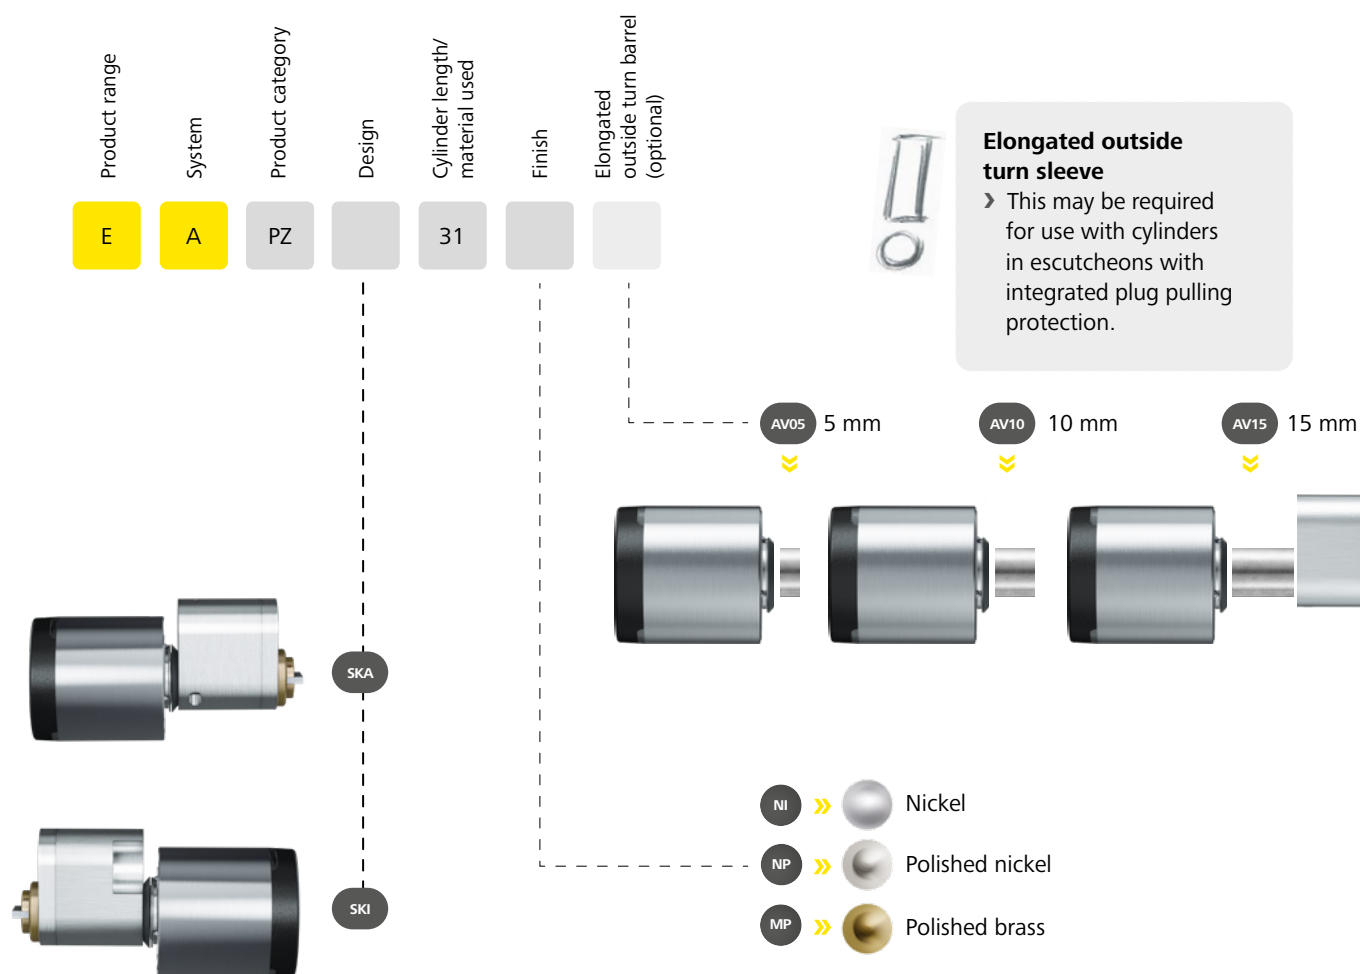 Product range
System
Product category
Design
Cylinder length/
material used
Finish
Elongated
outside turn barrel
(optional)
E
A
PZ
31
Elongated outside
turn sleeve
› This may be required
for use with cylinders
in escutcheons with
integrated plug pulling
protection.
AV05 5 mm
AV10 10 mm
AV15 15 mm
SKA
SKI
NI » Nickel
NP » Polished nickel
MP » Polished brass